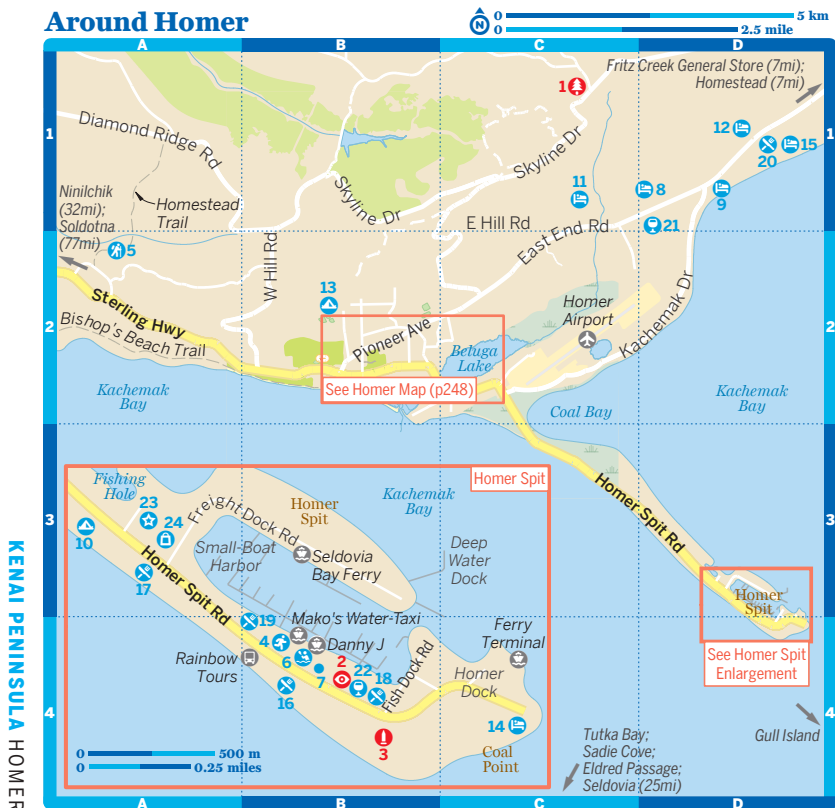 Around Homer
N
0 5 km
0 2.5 mile
A B C D
Fritz Creek General Store (7mi);
Homestead (7mi)
1
1
1
Diamond Ridge Rd
Skyline Dr
12
15
20
Skyline Dr
11
8
9
Ninilchik
(32mi);
Soldotna
(77mi)
Homestead
Trail
E Hill Rd
21
East End Rd
5
W Hill Rd
13
Homer
Airport
Kachemak Dr
Sterling Hwy
2
2
Bishop's Beach Trail
Pioneer Ave
Beluga
Lake
See Homer Map (p248)
Kachemak
Bay
Coal Bay
Kachemak
Bay
Homer Spit
Fishing
Hole
Kachemak
Bay
Homer
Spit
23
24
Freight Dock Rd
Homer Spit Rd
3
3
10
Small-Boat
Harbor
Seldovia
Bay Ferry
Deep
Water
Dock
17
Homer Spit Rd
Homer
Spit
19
Mako's Water-Taxi
Ferry
Terminal
4
Danny J
Rainbow
Tours
6
7
2
22
18
Fish Dock Rd
Homer
Dock
See Homer Spit
Enlargement
16
4
4
14
3
Coal
Point
Gull Island
0 500 m
0 0.25 miles
Tutka Bay;
Sadie Cove;
Eldred Passage;
Seldovia (25mi)
A B C D
KENAI PENINSULA HOMER